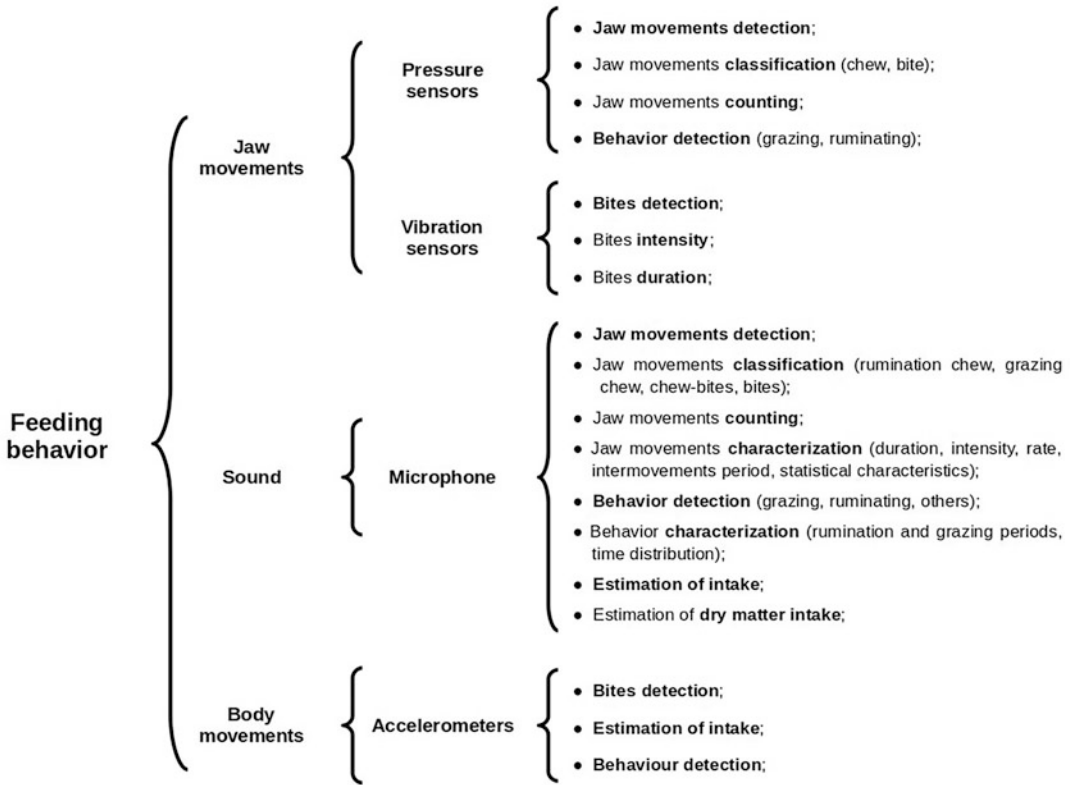 Feeding
behavior
Jaw
movements
Pressure
sensors
● Jaw movements detection;
● Jaw movements classification (chew, bite);
● Jaw movements counting;
● Behavior detection (grazing, ruminating);
Vibration
sensors
● Bites detection;
● Bites intensity;
● Bites duration;
Sound
Microphone
● Jaw movements detection;
● Jaw movements classification (rumination chew, grazing
chew, chew-bites, bites);
● Jaw movements counting;
● Jaw movements characterization (duration, intensity, rate,
intermovements period, statistical characteristics);
● Behavior detection (grazing, ruminating, others);
● Behavior characterization (rumination and grazing periods,
time distribution);
● Estimation of intake;
● Estimation of dry matter intake;
Body
movements
Accelerometers
● Bites detection;
● Estimation of intake;
● Behaviour detection;